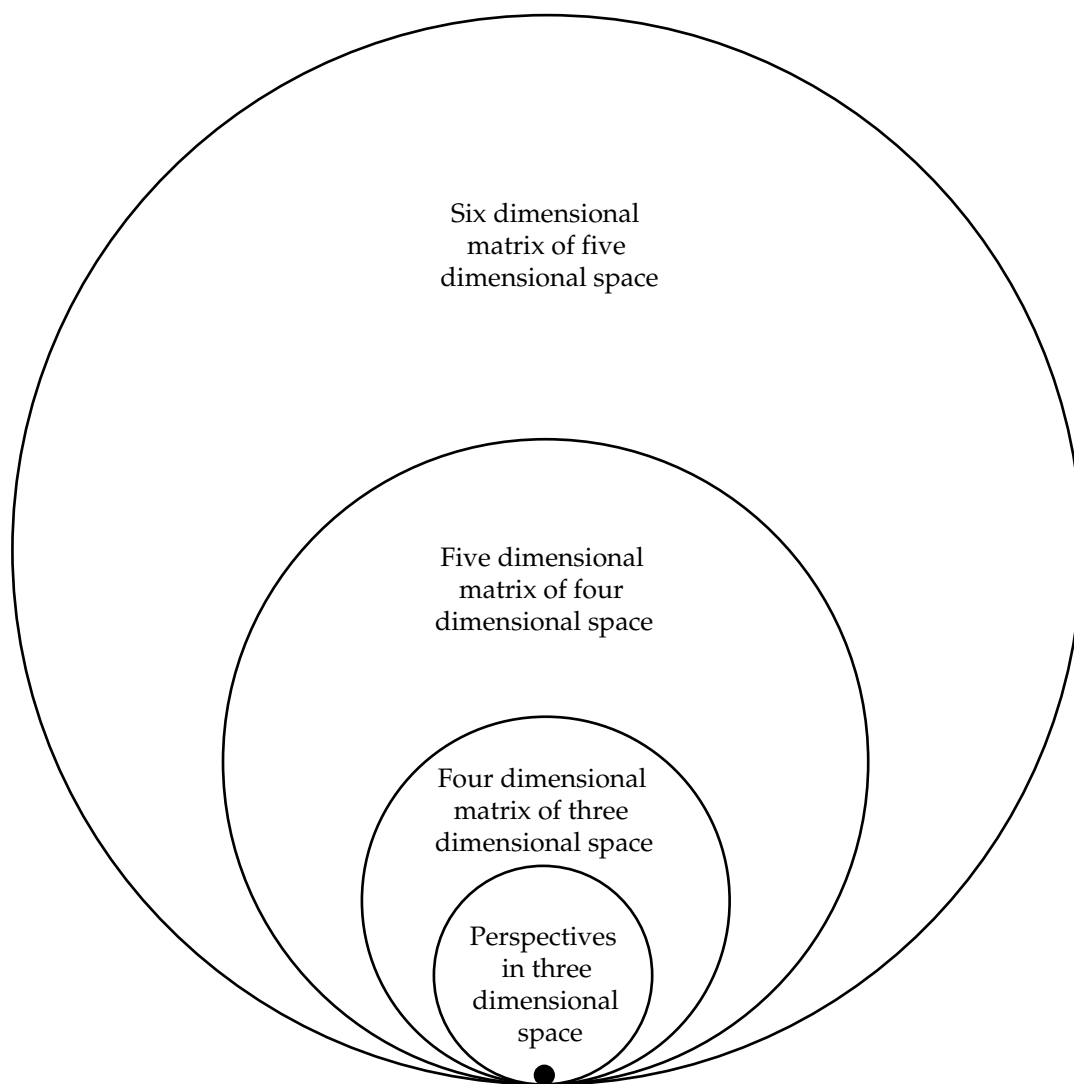 Six dimensional
matrix of five
dimensional space
Five dimensional
matrix of four
dimensional space
Four dimensional
matrix of three
dimensional space
Perspectives
in three
dimensional
space